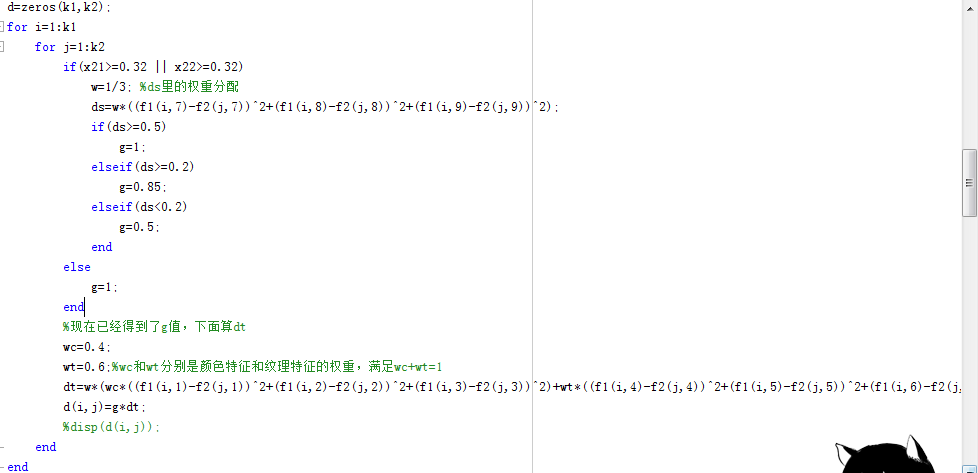 d=zeros(k1,k2);
for i=1:k1
for j=1:k2
if(x21>=0.32 || x22>=0.32)
w=1/3; %ds里的权重分配
ds=w*((f1(i,7)-f2(j,7))^2+(f1(i,8)-f2(j,8))^2+(f1(i,9)-f2(j,9))^2);
if(ds>=0.5)
g=1;
elseif(ds>=0.2)
g=0.85;
elseif(ds<0.2)
g=0.5;
end
else
g=1;
end
%现在已经得到了g值，下面算dt
wc=0.4;
wt=0.6;%wc和wt分别是颜色特征和纹理特征的权重，满足wc+wt=1
dt=w*(wc*((f1(i,1)-f2(j,1))^2+(f1(i,2)-f2(j,2))^2+(f1(i,3)-f2(j,3))^2)+wt*((f1(i,4)-f2(j,4))^2+(f1(i,5)-f2(j,5))^2+(f1(i,6)-f2(j,
d(i,j)=g*dt;
%disp(d(i,j));
end
end